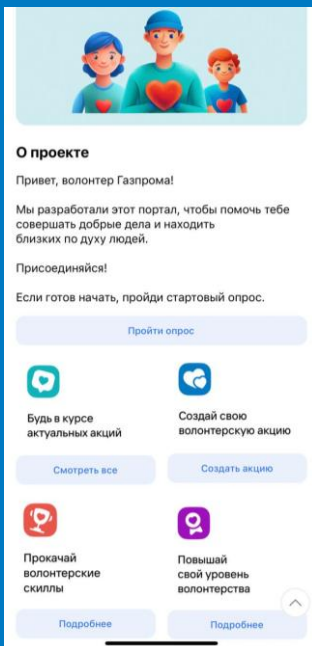 О проекте
Привет, волонтер Газпрома!
Мы разработали этот портал, чтобы помочь тебе
совершать добрые дела и находить
близких по духу людей.
Присоединяйся!
Если готов начать, пройди стартовый опрос.
Пройти опрос
Будь в курсе
актуальных акций
Смотреть все
Создай свою
волонтерскую акцию
Создать акцию
Прокачай
волонтерские
скиллы
Подробнее
Повышай
свой уровень
волонтерства
Подробнее